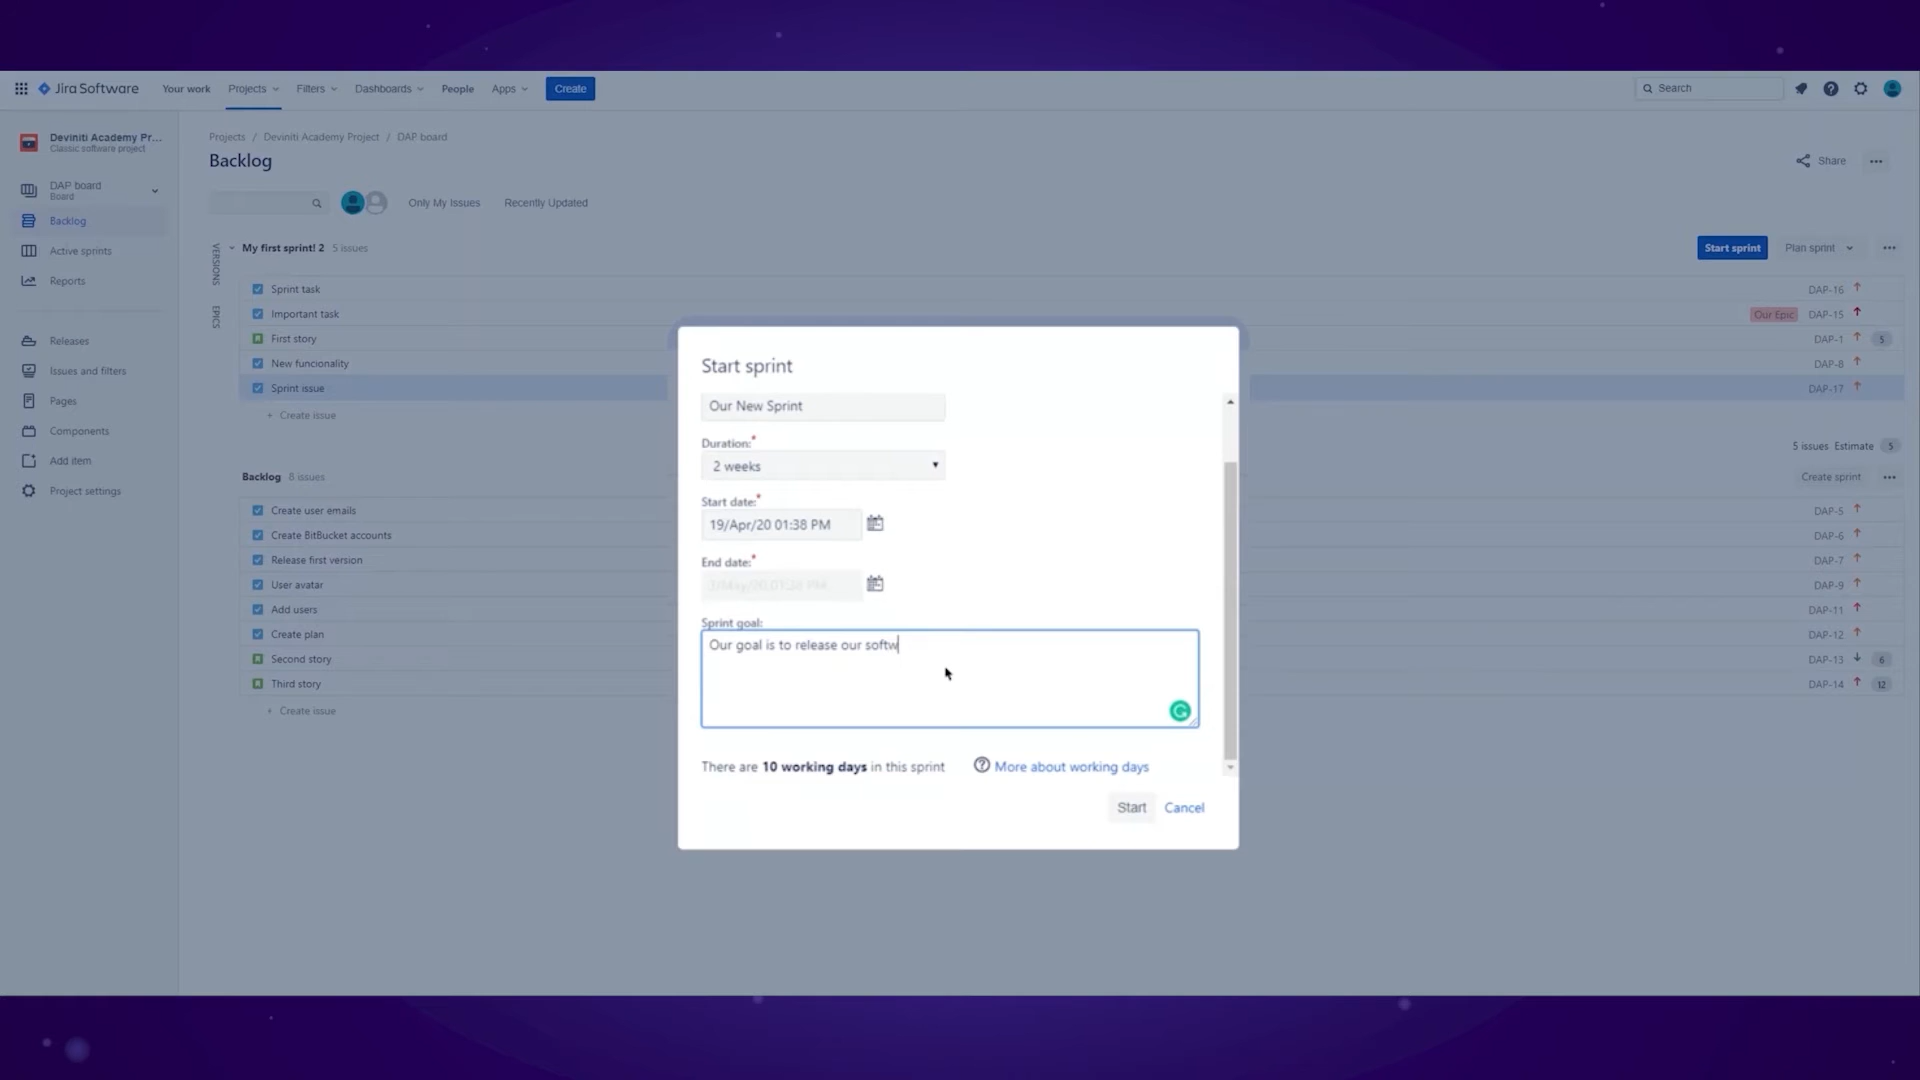 Jira Software Your work Projects Filters Dashboards People Apps Create Search
Deviniti Academy Pr...
Classic software project
DAP board
Board
Backlog
Active sprints
Reports
Releases
Issues and filters
Pages
Components
Add item
Project settings
Projects / Deviniti Academy Project / DAP board
Backlog
Share
Only My Issues Recently Updated
VERSIONS
EPICS
My first sprint! 2 5 issues Start sprint Plan sprint
Sprint task DAP-16
Important task Our Epic DAP-15
First story DAP-1 5
New funcionality DAP-8
Sprint issue DAP-17
+ Create issue
5 issues Estimate 5
Backlog 8 issues Create sprint
Create user emails DAP-5
Create BitBucket accounts DAP-6
Release first version DAP-7
User avatar DAP-9
Add users DAP-11
Create plan DAP-12
Second story DAP-13 6
Third story DAP-14 12
+ Create issue
Start sprint
Our New Sprint
Duration:*
2 weeks
Start date:*
19/Apr/20 01:38 PM
End date:*
3/May/20 01:38 PM
Sprint goal:
Our goal is to release our softw
There are 10 working days in this sprint More about working days
Start Cancel